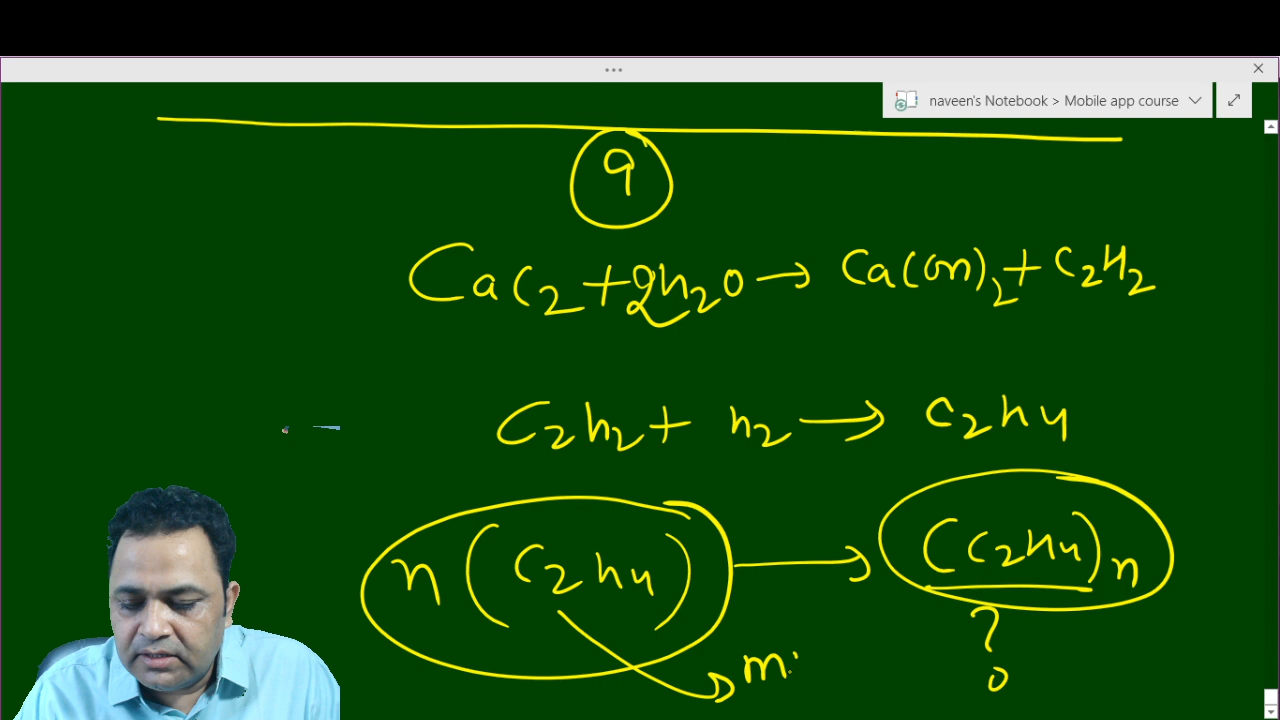 naveen's Notebook > Mobile app course
9
CaC2+2h2O→Ca(OH)2+C2H2
C2h2+ h2→C2h4
n(C2h4)→(C2h4)n
?
m